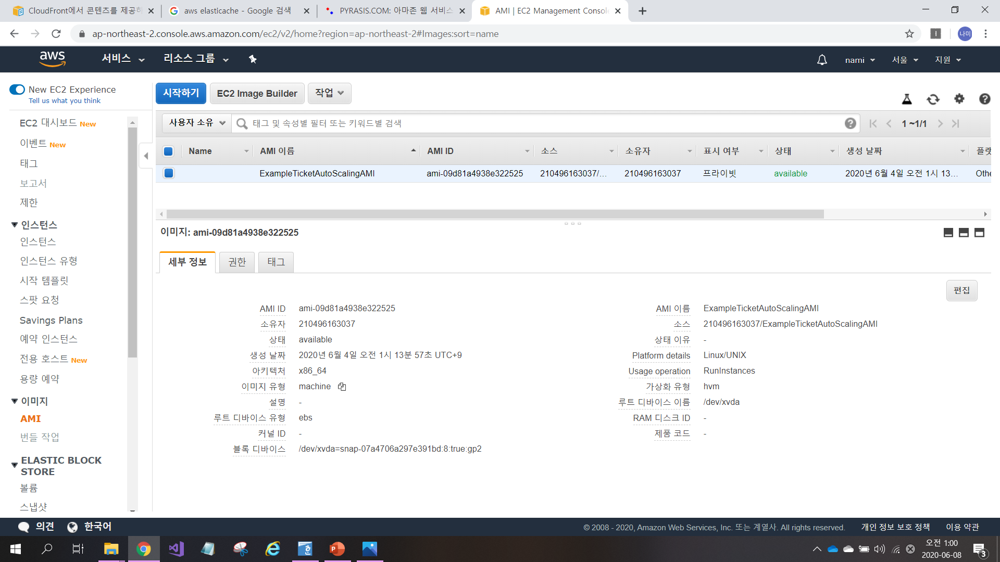 CloudFront에서 콘텐츠를 제공하
aws elasticache - Google 검색
PYRASIS.COM: 아마존 웹 서비스
AMI | EC2 Management Console
ap-northeast-2.console.aws.amazon.com/ec2/v2/home?region=ap-northeast-2#Images:sort=name
I
나미
aws
서비스
리소스 그룹
nami
서울
지원
New EC2 Experience
Tell us what you think
EC2 대시보드 New
이벤트 New
태그
보고서
제한
인스턴스
인스턴스
인스턴스 유형
시작 템플릿
스팟 요청
Savings Plans
예약 인스턴스
전용 호스트 New
용량 예약
이미지
AMI
번들 작업
ELASTIC BLOCK
STORE
볼륨
스냅샷
시작하기
EC2 Image Builder
작업
사용자 소유
태그 및 속성별 필터 또는 키워드별 검색
1 ~1/1
Name AMI 이름 AMI ID 소스 소유자 표시 여부 상태 생성 날짜 플랫
ExampleTicketAutoScalingAMI ami-09d81a4938e322525 210496163037/... 210496163037 프라이빗 available 2020년 6월 4일 오전 1시 13... Othe
이미지: ami-09d81a4938e322525
세부 정보
권한
태그
편집
AMI ID ami-09d81a4938e322525
소유자 210496163037
상태 available
생성 날짜 2020년 6월 4일 오전 1시 13분 57초 UTC+9
아키텍처 x86_64
이미지 유형 machine
설명 -
루트 디바이스 유형 ebs
커널 ID -
블록 디바이스 /dev/xvda=snap-07a4706a297e391bd:8:true:gp2
AMI 이름 ExampleTicketAutoScalingAMI
소스 210496163037/ExampleTicketAutoScalingAMI
상태 이유 -
Platform details Linux/UNIX
Usage operation RunInstances
가상화 유형 hvm
루트 디바이스 이름 /dev/xvda
RAM 디스크 ID -
제품 코드 -
의견
한국어
© 2008 - 2020, Amazon Web Services, Inc. 또는 계열사. All rights reserved.
개인 정보 보호 정책
이용 약관
오전 1:00
2020-06-08
3